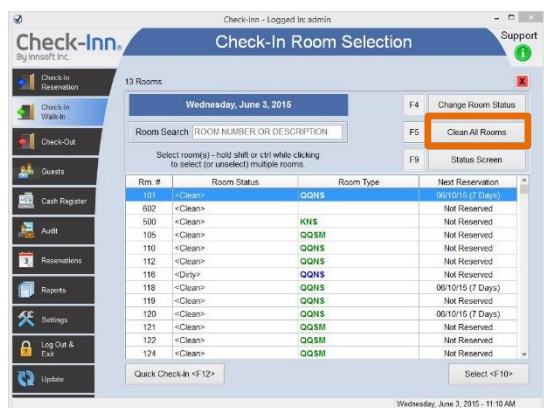 Check-Inn - Logged In: admin
Check-Inn®
By Innsoft Inc.
Check-In Room Selection
Support
Check-In
Reservation
Check-In
Walk-In
Check-Out
Guests
Cash Register
Audit
Reservations
Reports
Settings
Log Out &
Exit
Update
13 Rooms
X
Wednesday, June 3, 2015
F4 Change Room Status
Room Search ROOM NUMBER OR DESCRIPTION
F5 Clean All Rooms
Select room(s) - hold shift or ctrl while clicking
to select (or unselect) multiple rooms.
F9 Status Screen
Rm. # Room Status Room Type Next Reservation
101 <Clean> QQNS 06/10/15 (7 Days)
602 <Clean> Not Reserved
500 <Clean> KNS Not Reserved
105 <Clean> QQSM Not Reserved
110 <Clean> QQNS Not Reserved
112 <Clean> QQNS Not Reserved
116 <Dirty> QQNS Not Reserved
118 <Clean> QQNS 06/10/15 (7 Days)
119 <Clean> QQNS Not Reserved
120 <Clean> QQNS 06/10/15 (7 Days)
121 <Clean> QQSM Not Reserved
122 <Clean> QQSM Not Reserved
124 <Clean> QQSM Not Reserved
Quick Check-In <F12>
Select <F10>
Wednesday, June 3, 2015 - 11:10 AM